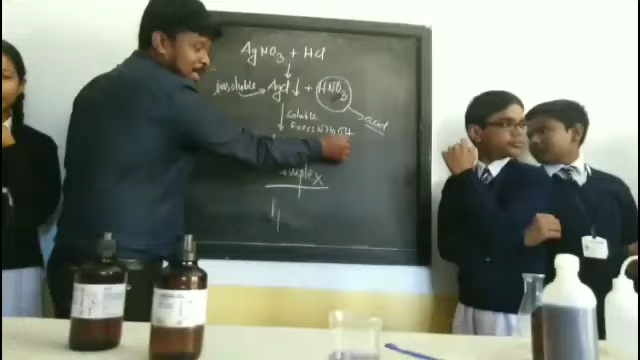 AgNO3 + HCl
insoluble AgCl ↓ + HNO3
soluble
Excess NH4OH
acid
complex